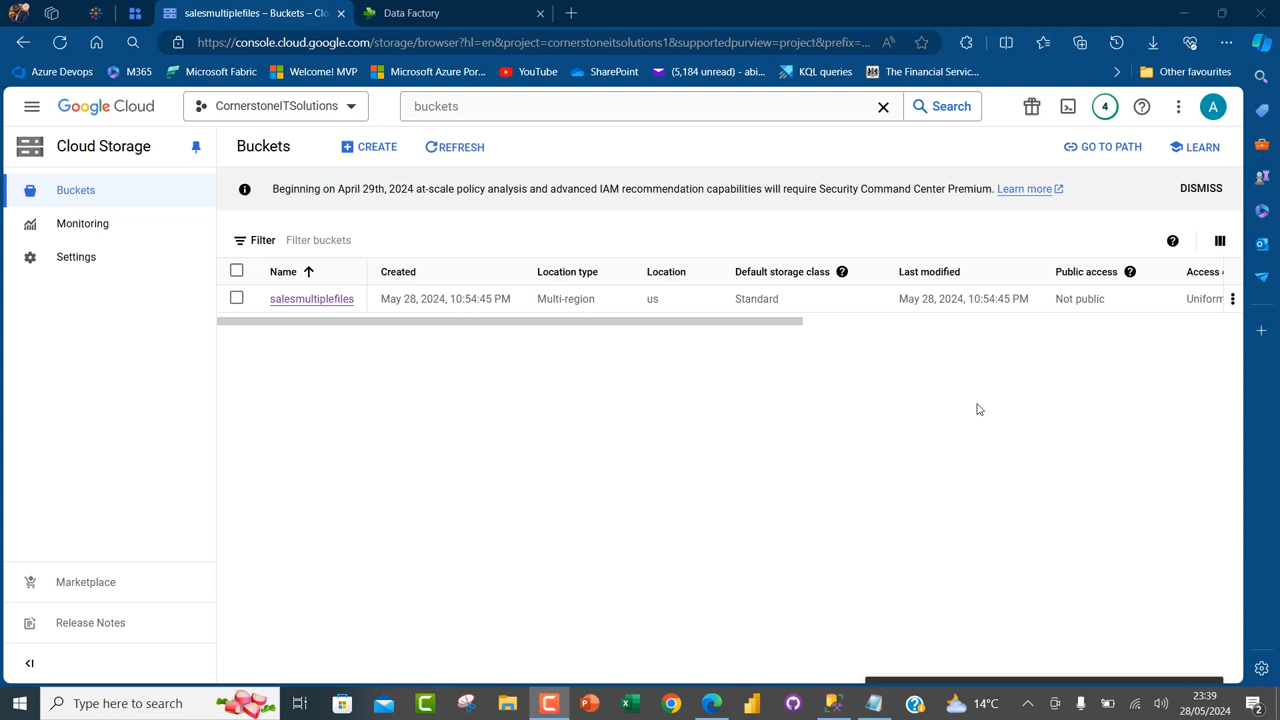 salesmultiplefiles – Buckets – Clo
Data Factory
https://console.cloud.google.com/storage/browser?hl=en&project=cornerstoneitsolutions1&supportedpurview=project&prefix=...
Azure Devops
M365
Microsoft Fabric
Welcome! MVP
Microsoft Azure Por...
YouTube
SharePoint
(5,184 unread) - abi...
KQL queries
The Financial Servic...
Other favourites
Google Cloud
CornerstoneITSolutions
buckets
Search
4
A
Cloud Storage
Buckets
CREATE
REFRESH
GO TO PATH
LEARN
Buckets
Monitoring
Settings
Beginning on April 29th, 2024 at-scale policy analysis and advanced IAM recommendation capabilities will require Security Command Center Premium. Learn more
DISMISS
Filter
Filter buckets
Name
Created
Location type
Location
Default storage class
Last modified
Public access
Access
salesmultiplefiles
May 28, 2024, 10:54:45 PM
Multi-region
us
Standard
May 28, 2024, 10:54:45 PM
Not public
Uniform
Marketplace
Release Notes
Type here to search
14°C
23:39
28/05/2024
2